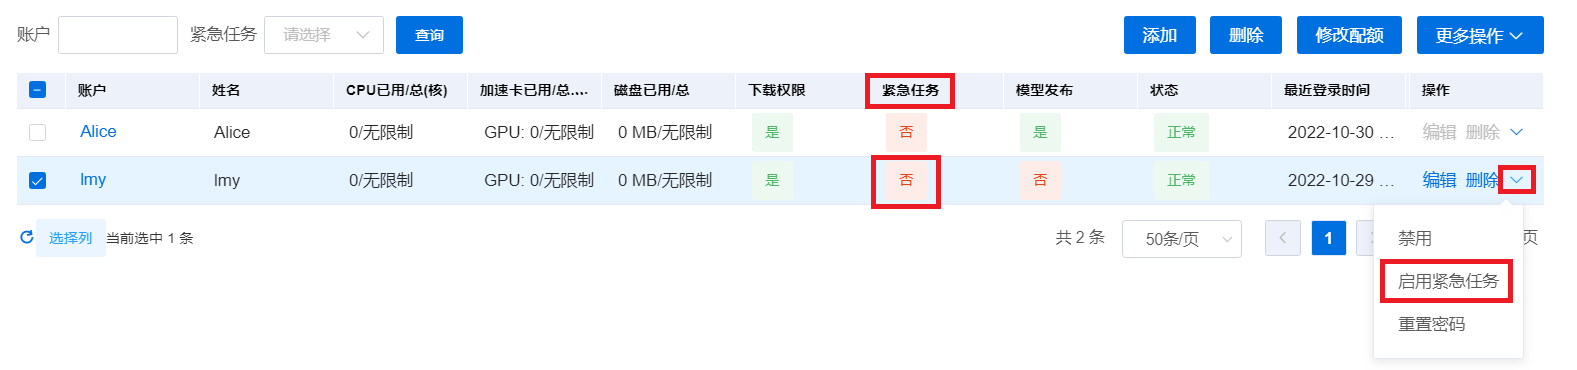 账户 紧急任务 请选择 查询 添加 删除 修改配额 更多操作
账户 姓名 CPU已用/总(核) 加速卡已用/总.... 磁盘已用/总 下载权限 紧急任务 模型发布 状态 最近登录时间 操作
Alice Alice 0/无限制 GPU: 0/无限制 0 MB/无限制 是 否 是 正常 2022-10-30 ... 编辑 删除
lmy lmy 0/无限制 GPU: 0/无限制 0 MB/无限制 是 否 否 正常 2022-10-29 ... 编辑 删除
选择列 当前选中 1 条 共 2 条 50条/页 1 页
禁用
启用紧急任务
重置密码